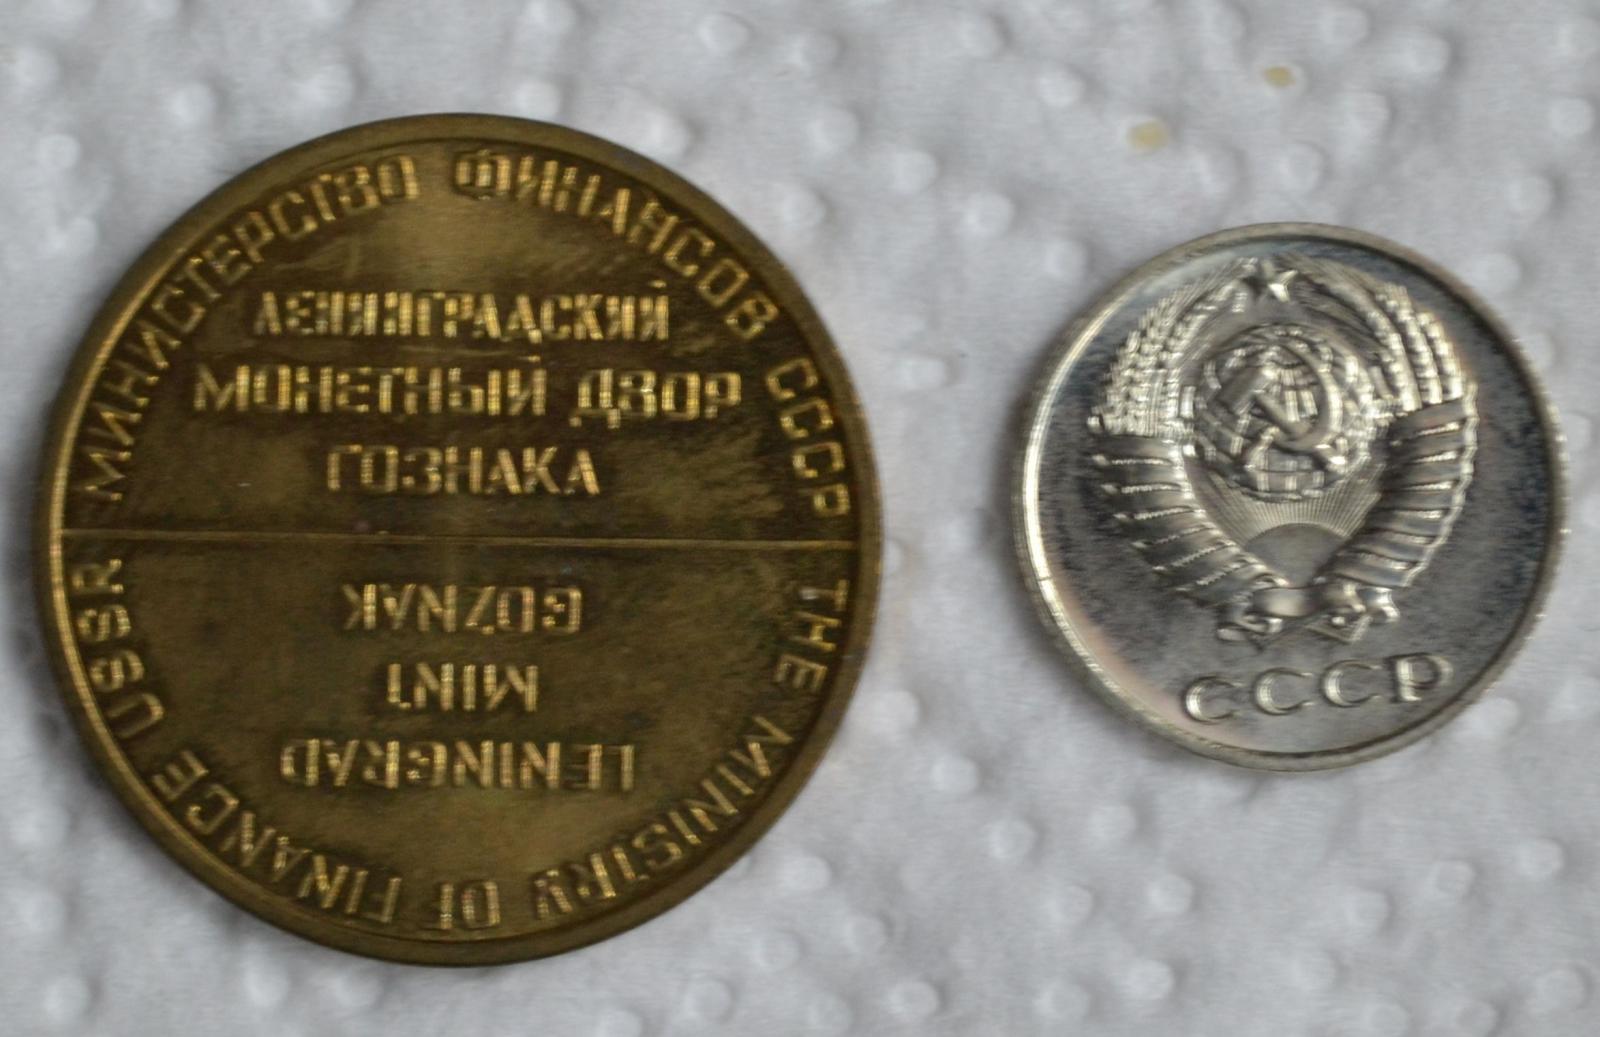 МИНИСТЕРСТВО ФИНАНСОВ СССР
ЛЕНИНГРАДСКИЙ
МОНЕТНЫЙ ДВОР
ГОЗНАКА
THE MINISTRY OF FINANCE USSR
LENINGRAD
MINT
GOZNAK
СССР